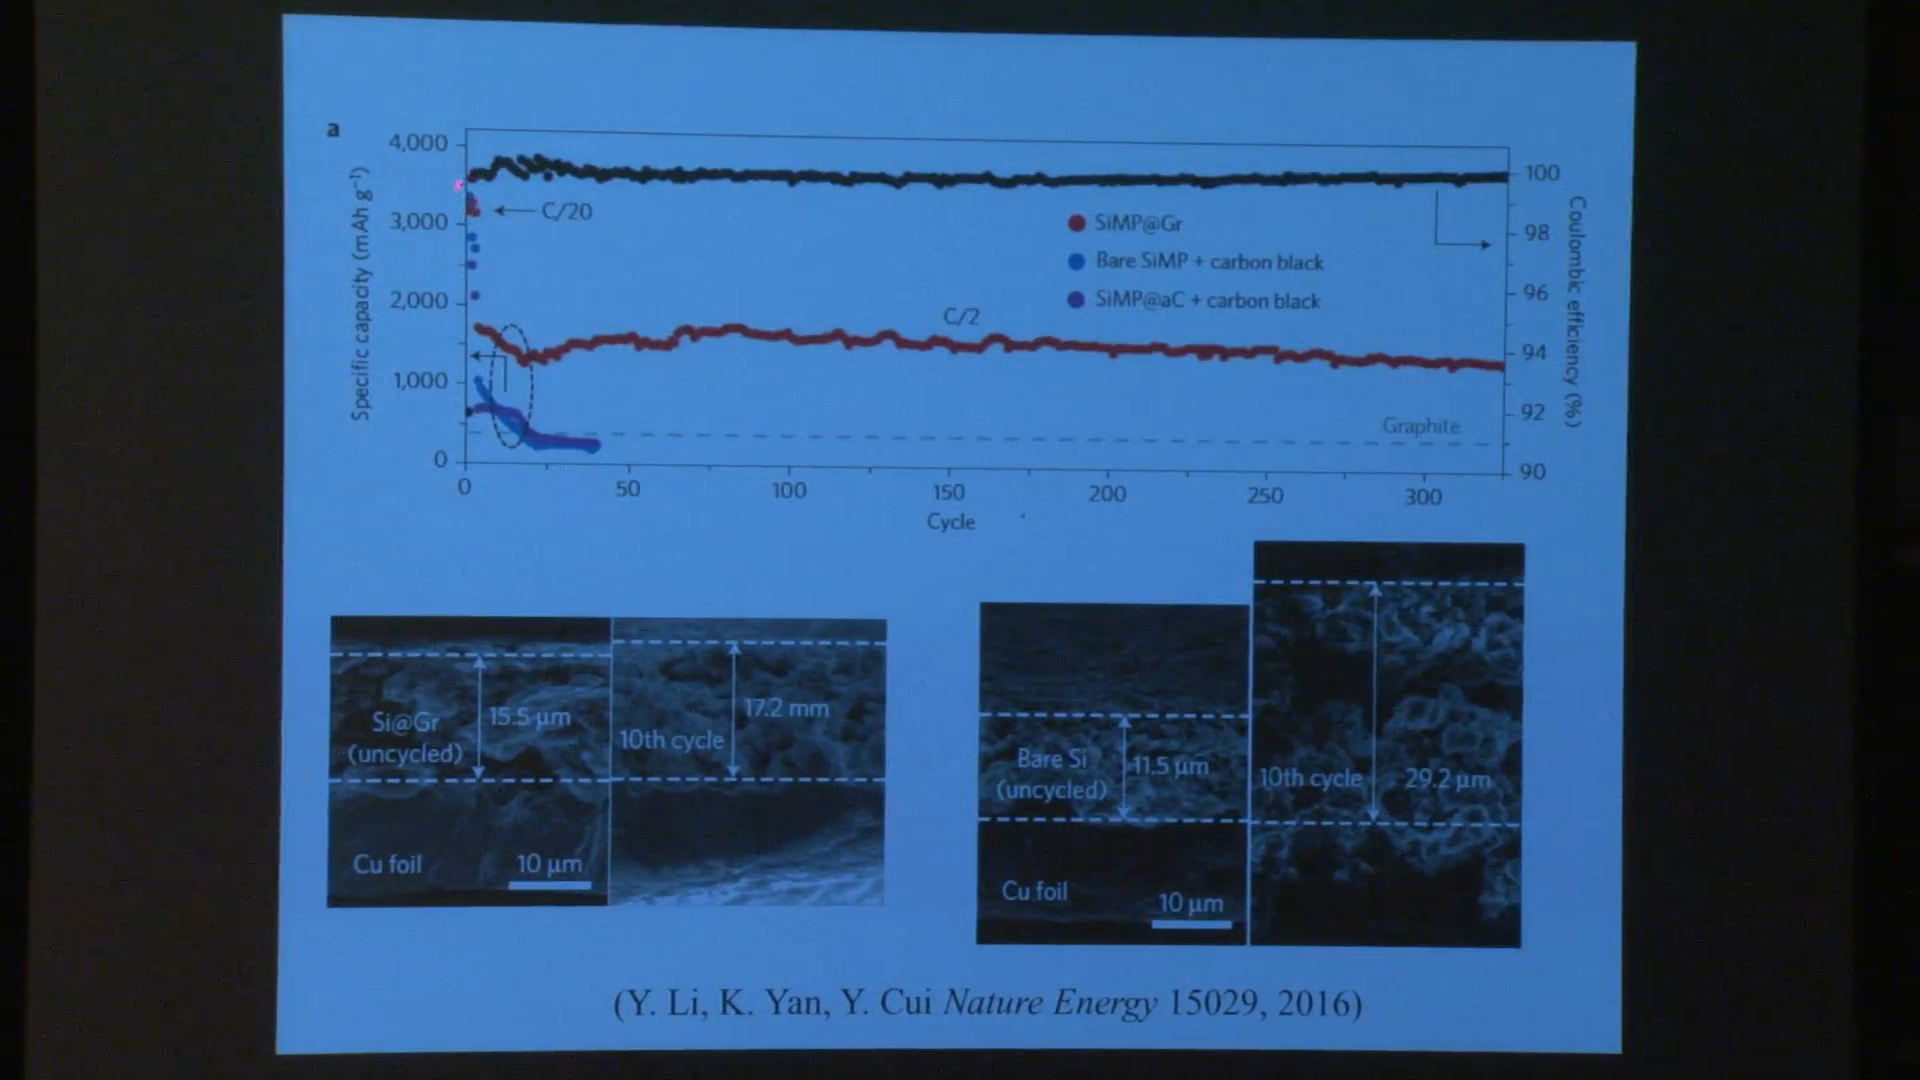 a
4,000
3,000
2,000
1,000
0
Specific capacity (mAh g⁻¹)
C/20
SiMP@Gr
Bare SiMP + carbon black
SiMP@aC + carbon black
C/2
Graphite
100
98
96
94
92
90
Coulombic efficiency (%)
0 50 100 150 200 250 300
Cycle
Si@Gr
(uncycled)
15.5 µm
Cu foil
10 µm
10th cycle
17.2 mm
Bare Si
(uncycled)
11.5 µm
Cu foil
10 µm
10th cycle
29.2 µm
(Y. Li, K. Yan, Y. Cui Nature Energy 15029, 2016)